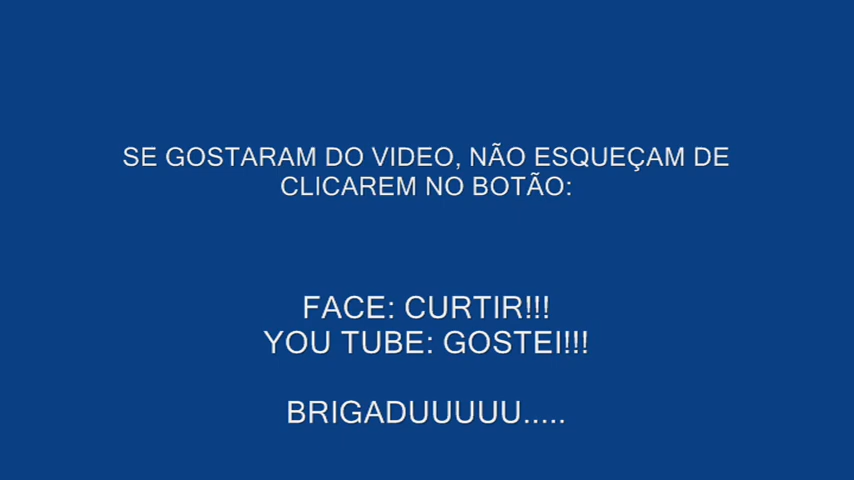 SE GOSTARAM DO VIDEO, NÃO ESQUEÇAM DE
CLICAREM NO BOTÃO:
FACE: CURTIR!!!
YOU TUBE: GOSTEI!!!
BRIGADUUUUU.....